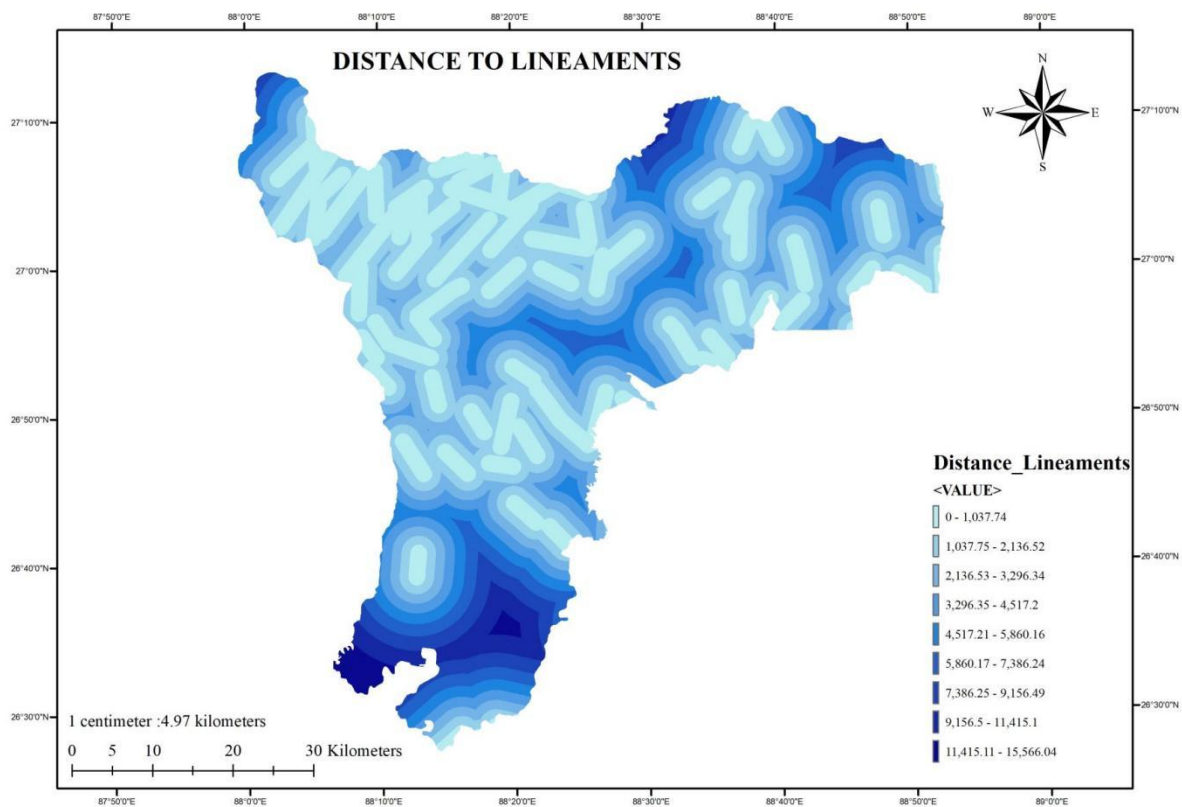 87°50'0"E 88°0'0"E 88°10'0"E 88°20'0"E 88°30'0"E 88°40'0"E 88°50'0"E 89°0'0"E
DISTANCE TO LINEAMENTS
N
W E
S
27°10'0"N 27°10'0"N
27°0'0"N 27°0'0"N
26°50'0"N 26°50'0"N
Distance_Lineaments
<VALUE>
0 - 1,037.74
1,037.75 - 2,136.52
2,136.53 - 3,296.34
3,296.35 - 4,517.2
4,517.21 - 5,860.16
5,860.17 - 7,386.24
7,386.25 - 9,156.49
9,156.5 - 11,415.1
11,415.11 - 15,566.04
26°40'0"N 26°40'0"N
26°30'0"N 26°30'0"N
1 centimeter :4.97 kilometers
0 5 10 20 30 Kilometers
87°50'0"E 88°0'0"E 88°10'0"E 88°20'0"E 88°30'0"E 88°40'0"E 88°50'0"E 89°0'0"E